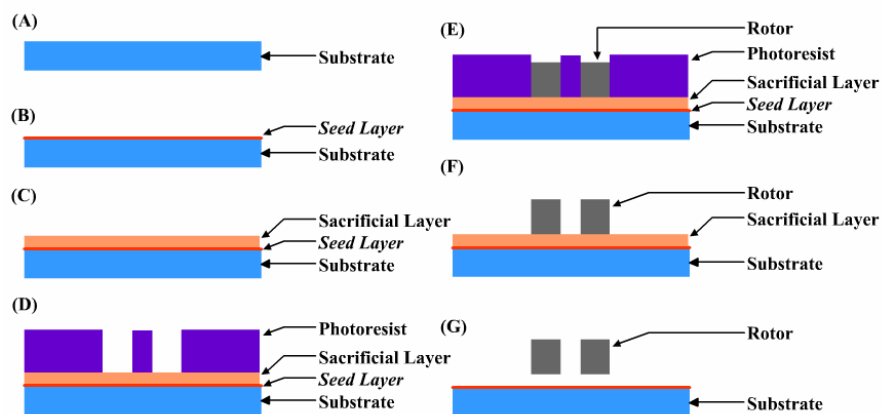 (A)
Substrate
(B)
Seed Layer
Substrate
(C)
Sacrificial Layer
Seed Layer
Substrate
(D)
Photoresist
Sacrificial Layer
Seed Layer
Substrate
(E)
Rotor
Photoresist
Sacrificial Layer
Seed Layer
Substrate
(F)
Rotor
Sacrificial Layer
Substrate
(G)
Rotor
Substrate